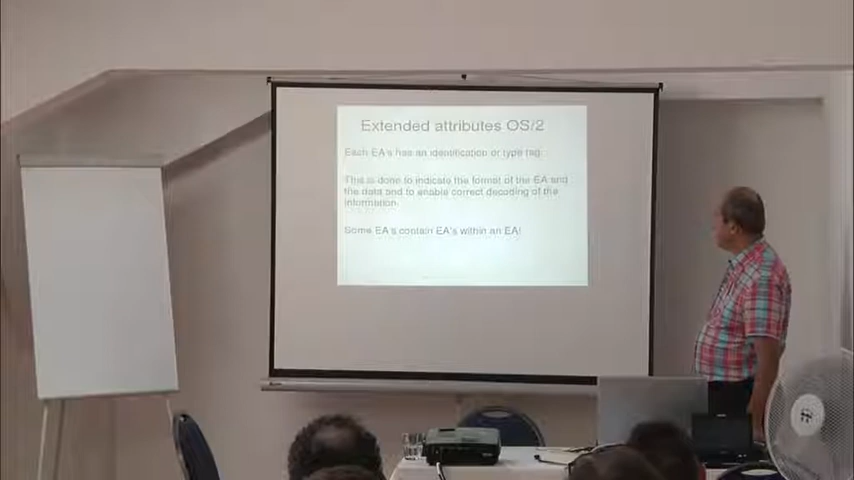 Extended attributes OS/2
Each EA's has an identification or type tag.
This is done to indicate the format of the EA and
the data and to enable correct decoding of the
information.
Some EA's contain EA's within an EA!